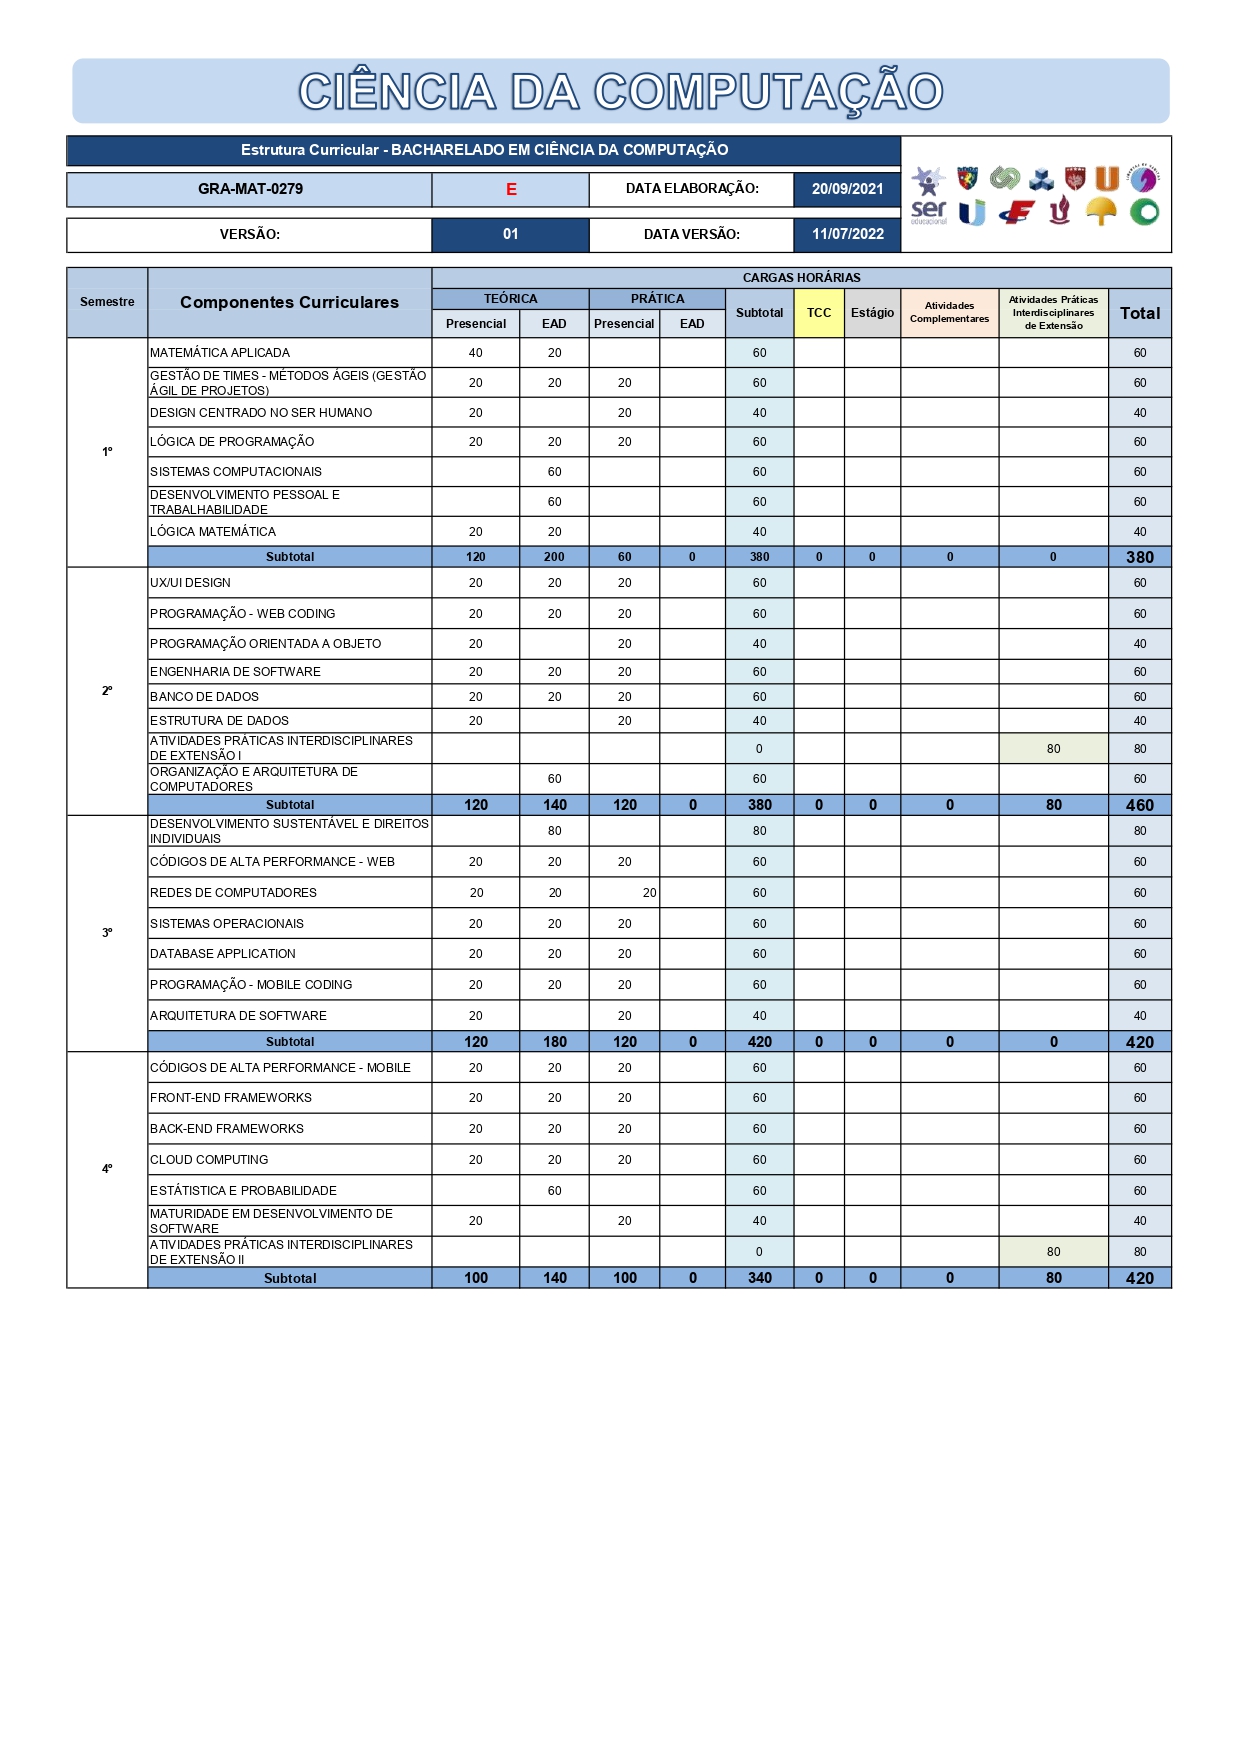 CIÊNCIA DA COMPUTAÇÃO
Estrutura Curricular - BACHARELADO EM CIÊNCIA DA COMPUTAÇÃO
GRA-MAT-0279 E DATA ELABORAÇÃO: 20/09/2021
VERSÃO: 01 DATA VERSÃO: 11/07/2022
ser
educacional
Semestre Componentes Curriculares CARGAS HORÁRIAS
TEÓRICA PRÁTICA Subtotal TCC Estágio Atividades Complementares Atividades Práticas Interdisciplinares de Extensão Total
Presencial EAD Presencial EAD
1º
MATEMÁTICA APLICADA 40 20 60 60
GESTÃO DE TIMES - MÉTODOS ÁGEIS (GESTÃO
ÁGIL DE PROJETOS) 20 20 20 60 60
DESIGN CENTRADO NO SER HUMANO 20 20 40 40
LÓGICA DE PROGRAMAÇÃO 20 20 20 60 60
SISTEMAS COMPUTACIONAIS 60 60 60
DESENVOLVIMENTO PESSOAL E
TRABALHABILIDADE 60 60 60
LÓGICA MATEMÁTICA 20 20 40 40
Subtotal 120 200 60 0 380 0 0 0 0 380
2º
UX/UI DESIGN 20 20 20 60 60
PROGRAMAÇÃO - WEB CODING 20 20 20 60 60
PROGRAMAÇÃO ORIENTADA A OBJETO 20 20 40 40
ENGENHARIA DE SOFTWARE 20 20 20 60 60
BANCO DE DADOS 20 20 20 60 60
ESTRUTURA DE DADOS 20 20 40 40
ATIVIDADES PRÁTICAS INTERDISCIPLINARES
DE EXTENSÃO I 0 80 80
ORGANIZAÇÃO E ARQUITETURA DE
COMPUTADORES 60 60 60
Subtotal 120 140 120 0 380 0 0 0 80 460
3º
DESENVOLVIMENTO SUSTENTÁVEL E DIREITOS
INDIVIDUAIS 80 80 80
CÓDIGOS DE ALTA PERFORMANCE - WEB 20 20 20 60 60
REDES DE COMPUTADORES 20 20 20 60 60
SISTEMAS OPERACIONAIS 20 20 20 60 60
DATABASE APPLICATION 20 20 20 60 60
PROGRAMAÇÃO - MOBILE CODING 20 20 20 60 60
ARQUITETURA DE SOFTWARE 20 20 40 40
Subtotal 120 180 120 0 420 0 0 0 0 420
4º
CÓDIGOS DE ALTA PERFORMANCE - MOBILE 20 20 20 60 60
FRONT-END FRAMEWORKS 20 20 20 60 60
BACK-END FRAMEWORKS 20 20 20 60 60
CLOUD COMPUTING 20 20 20 60 60
ESTÁTISTICA E PROBABILIDADE 60 60 60
MATURIDADE EM DESENVOLVIMENTO DE
SOFTWARE 20 20 40 40
ATIVIDADES PRÁTICAS INTERDISCIPLINARES
DE EXTENSÃO II 0 80 80
Subtotal 100 140 100 0 340 0 0 0 80 420